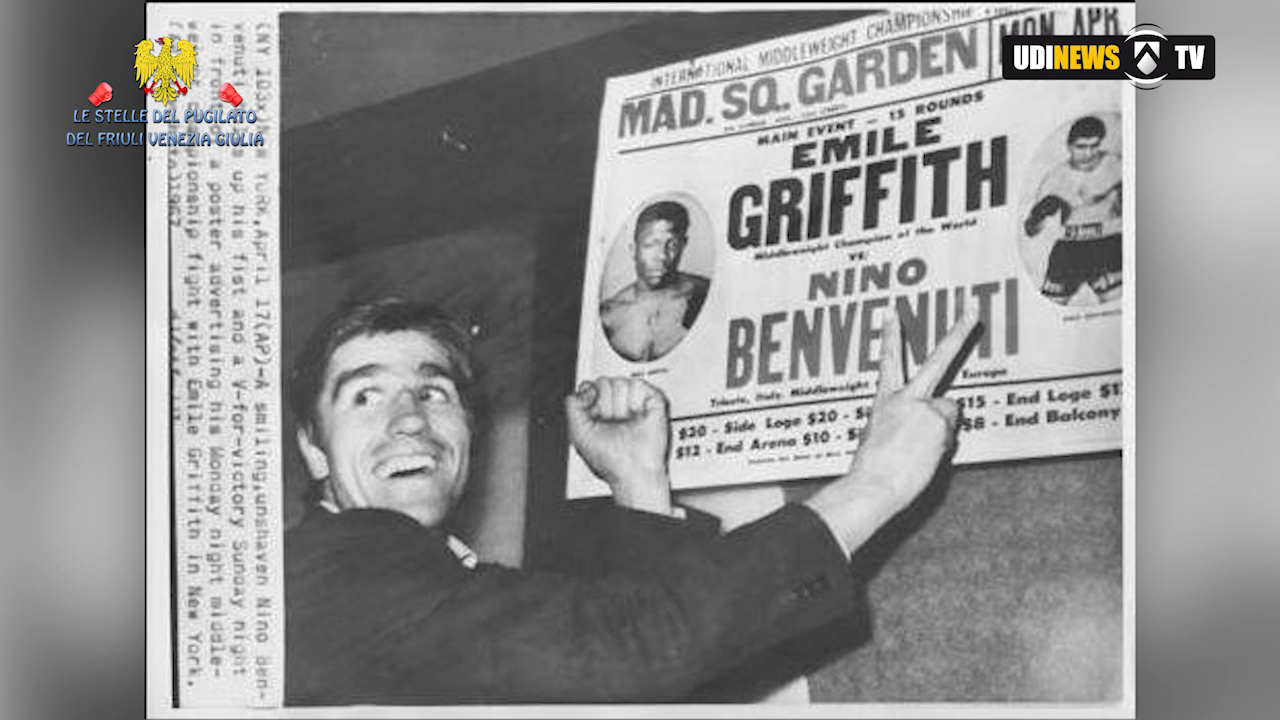 LE STELLE DEL PUGILATO
DEL FRIULI VENEZIA GIULIA
UDINEWS TV
INTERNATIONAL MIDDLEWEIGHT CHAMPIONSHIP
MON APR
MAD. SQ. GARDEN
MAIN EVENT - 15 ROUNDS
EMILE
GRIFFITH
Middleweight Champion of the World
vs
NINO
BENVENUTI
Trieste, Italy. Middleweight Europe
$20 - Side Loge $20 - $15 - End Loge
$12 - End Arena $10 - $8 - End Balcony
York, April 17(AP)-A smiling, unshaven Nino Ben-
venuti up his fist and a V-for-victory Sunday night
in a poster advertising his Monday night middle-
fight with Emile Griffith in New York.
1967